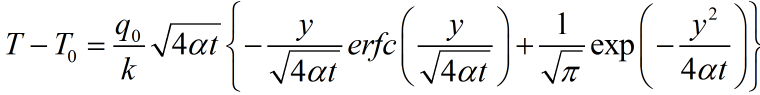 T − T₀ = q₀/k √(4αt) { − y/√(4αt) erfc( y/√(4αt) ) + 1/√π exp( − y²/4αt ) }